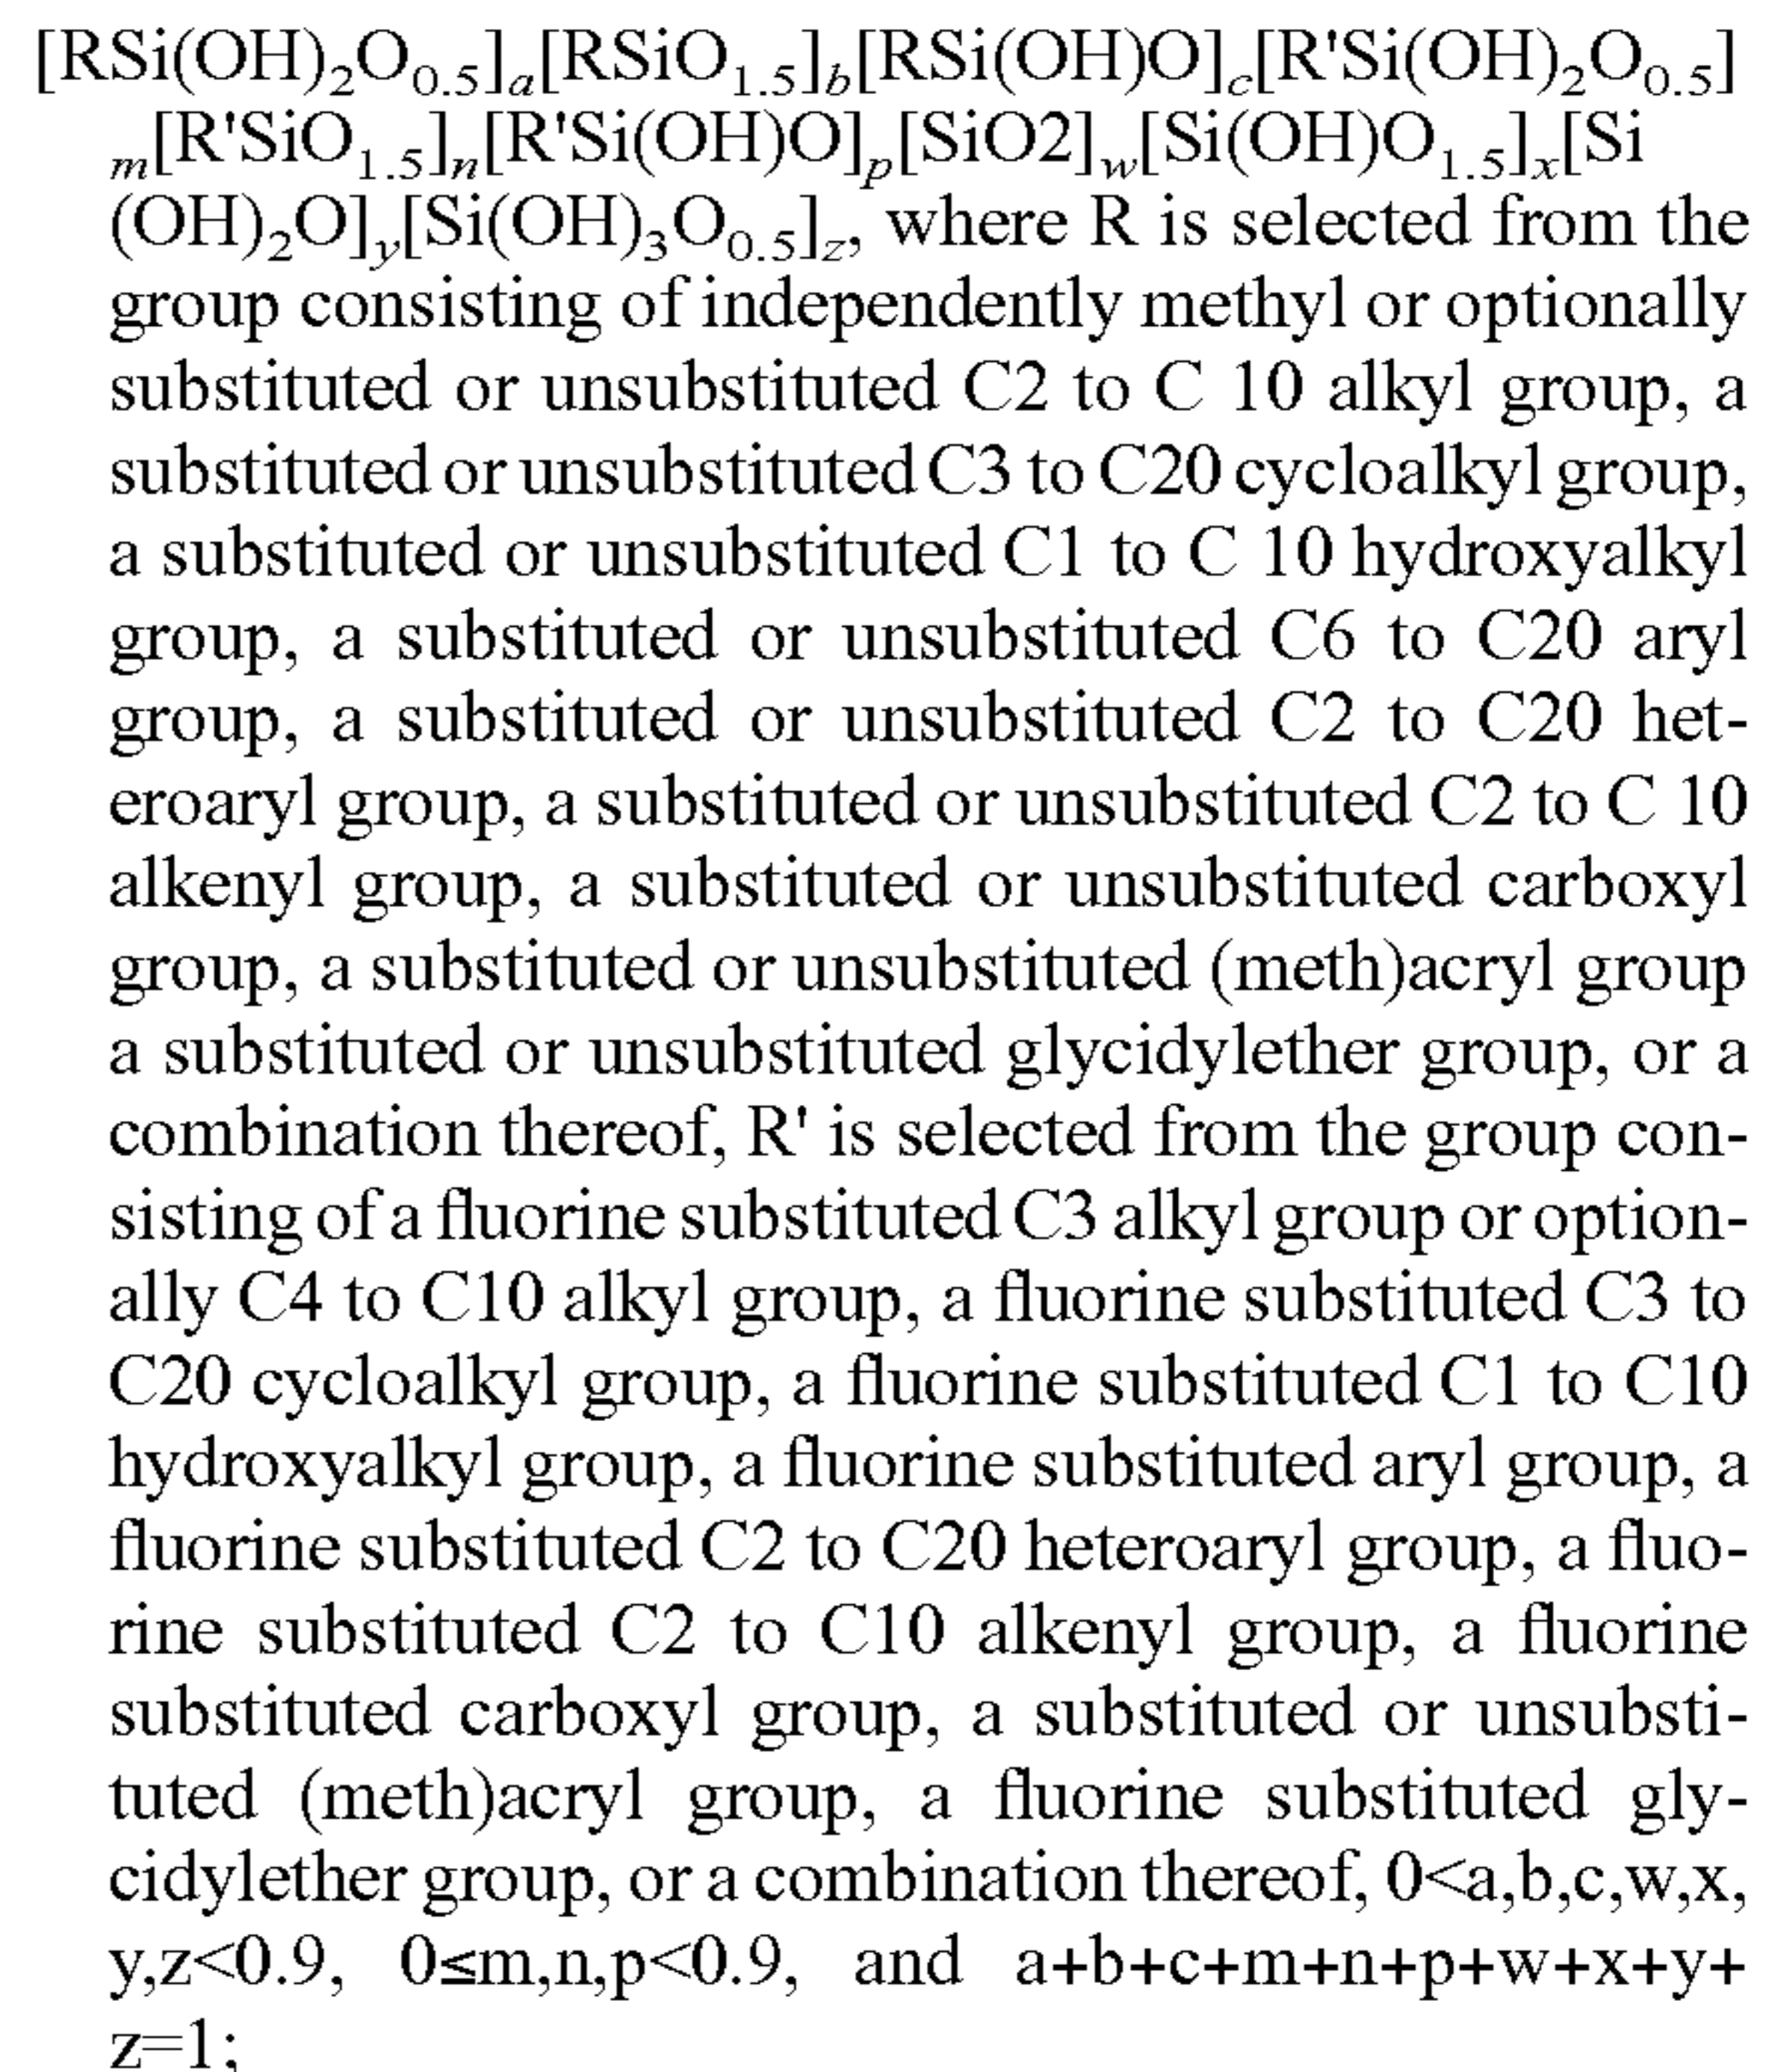 [RSi(OH)₂O₀.₅]ₐ[RSiO₁.₅]b[RSi(OH)O]c[R'Si(OH)₂O₀.₅]
m[R'SiO₁.₅]n[R'Si(OH)O]p[SiO2]w[Si(OH)O₁.₅]x[Si
(OH)₂O]y[Si(OH)₃O₀.₅]z, where R is selected from the
group consisting of independently methyl or optionally
substituted or unsubstituted C2 to C 10 alkyl group, a
substituted or unsubstituted C3 to C20 cycloalkyl group,
a substituted or unsubstituted C1 to C 10 hydroxyalkyl
group, a substituted or unsubstituted C6 to C20 aryl
group, a substituted or unsubstituted C2 to C20 het-
eroaryl group, a substituted or unsubstituted C2 to C 10
alkenyl group, a substituted or unsubstituted carboxyl
group, a substituted or unsubstituted (meth)acryl group
a substituted or unsubstituted glycidylether group, or a
combination thereof, R' is selected from the group con-
sisting of a fluorine substituted C3 alkyl group or option-
ally C4 to C10 alkyl group, a fluorine substituted C3 to
C20 cycloalkyl group, a fluorine substituted C1 to C10
hydroxyalkyl group, a fluorine substituted aryl group, a
fluorine substituted C2 to C20 heteroaryl group, a fluo-
rine substituted C2 to C10 alkenyl group, a fluorine
substituted carboxyl group, a substituted or unsubsti-
tuted (meth)acryl group, a fluorine substituted gly-
cidylether group, or a combination thereof, 0<a,b,c,w,x,
y,z<0.9, 0≤m,n,p<0.9, and a+b+c+m+n+p+w+x+y+
z=1;